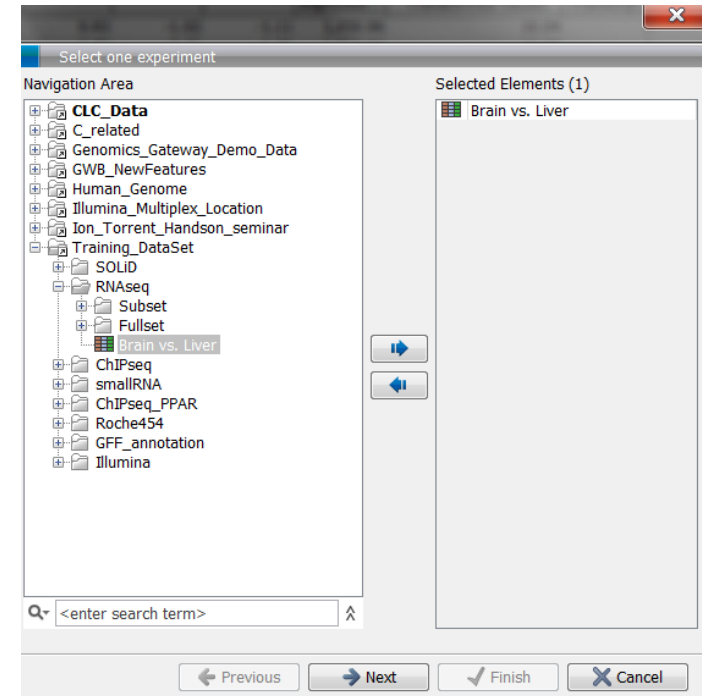 Select one experiment
Navigation Area
Selected Elements (1)
CLC_Data
C_related
Genomics_Gateway_Demo_Data
GWB_NewFeatures
Human_Genome
Illumina_Multiplex_Location
Ion_Torrent_Handson_seminar
Training_DataSet
SOLiD
RNAseq
Subset
Fullset
Brain vs. Liver
ChIPseq
smallRNA
ChIPseq_PPAR
Roche454
GFF_annotation
Illumina
Brain vs. Liver
<enter search term>
Previous
Next
Finish
Cancel